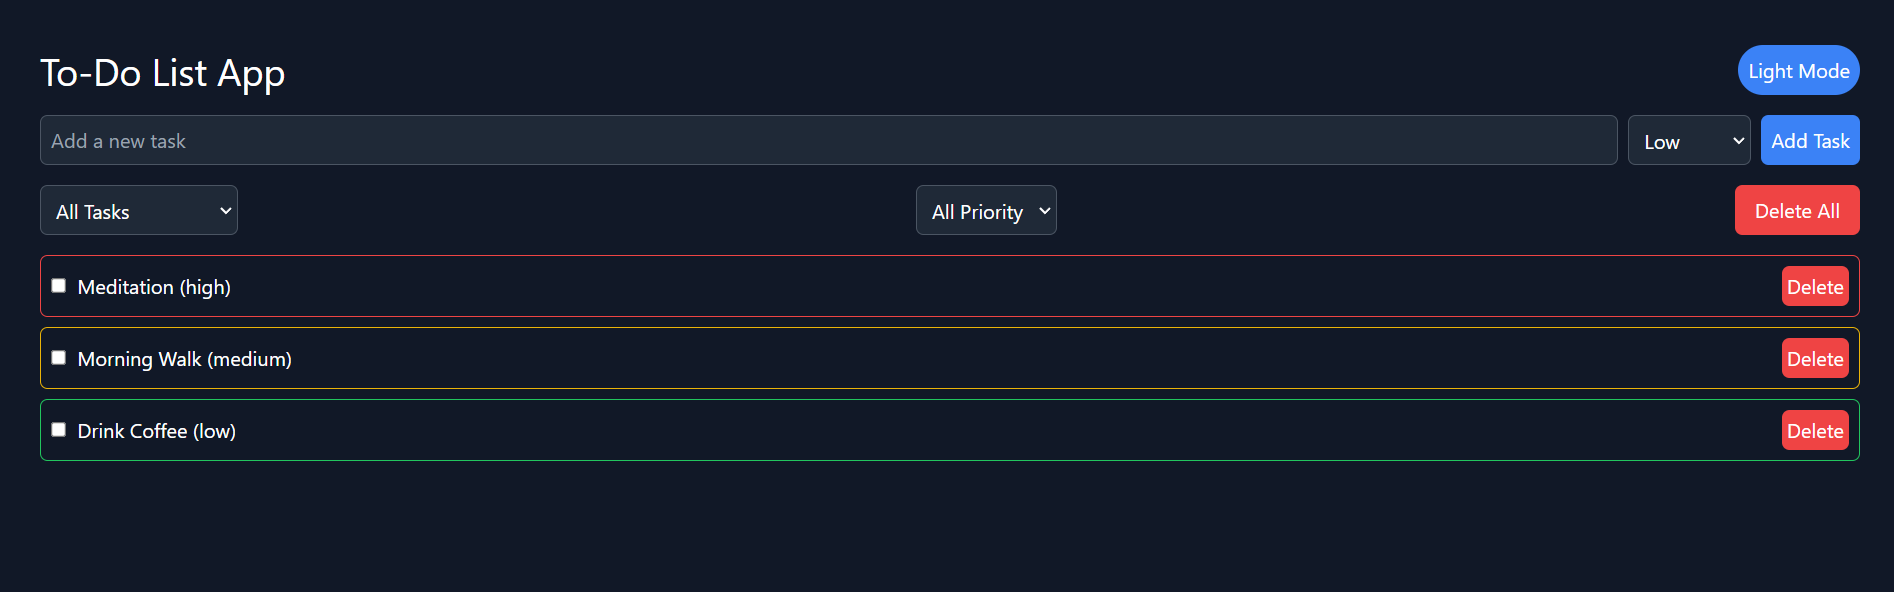 To-Do List App
Light Mode
Add a new task
Low
Add Task
All Tasks
All Priority
Delete All
Meditation (high)
Delete
Morning Walk (medium)
Delete
Drink Coffee (low)
Delete